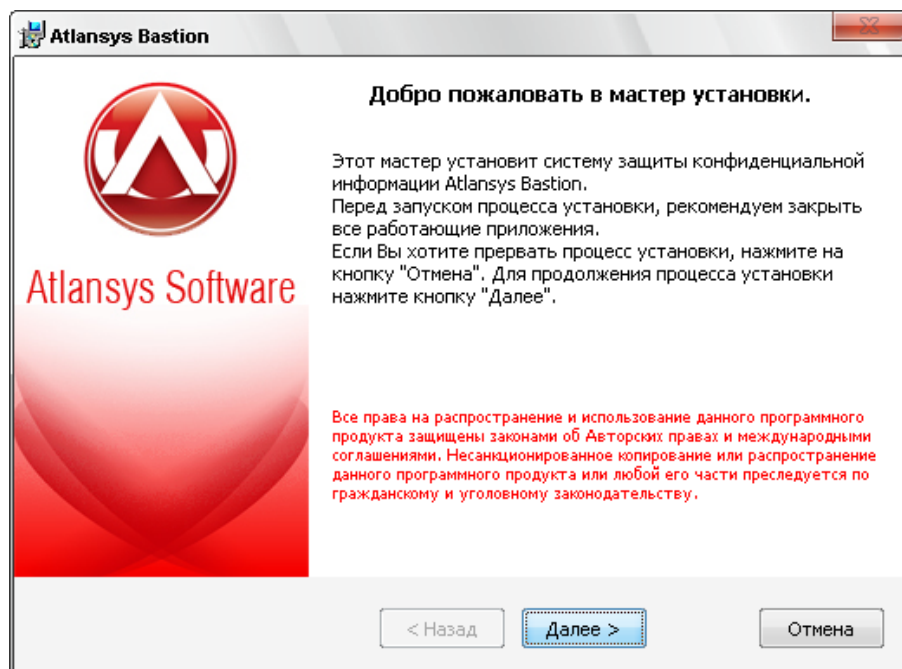 Atlansys Bastion
Atlansys Software
Добро пожаловать в мастер установки.
Этот мастер установит систему защиты конфиденциальной
информации Atlansys Bastion.
Перед запуском процесса установки, рекомендуем закрыть
все работающие приложения.
Если Вы хотите прервать процесс установки, нажмите на
кнопку "Отмена". Для продолжения процесса установки
нажмите кнопку "Далее".
Все права на распространение и использование данного программного
продукта защищены законами об Авторских правах и международными
соглашениями. Несанкционированное копирование или распространение
данного программного продукта или любой его части преследуется по
гражданскому и уголовному законодательству.
< Назад
Далее >
Отмена